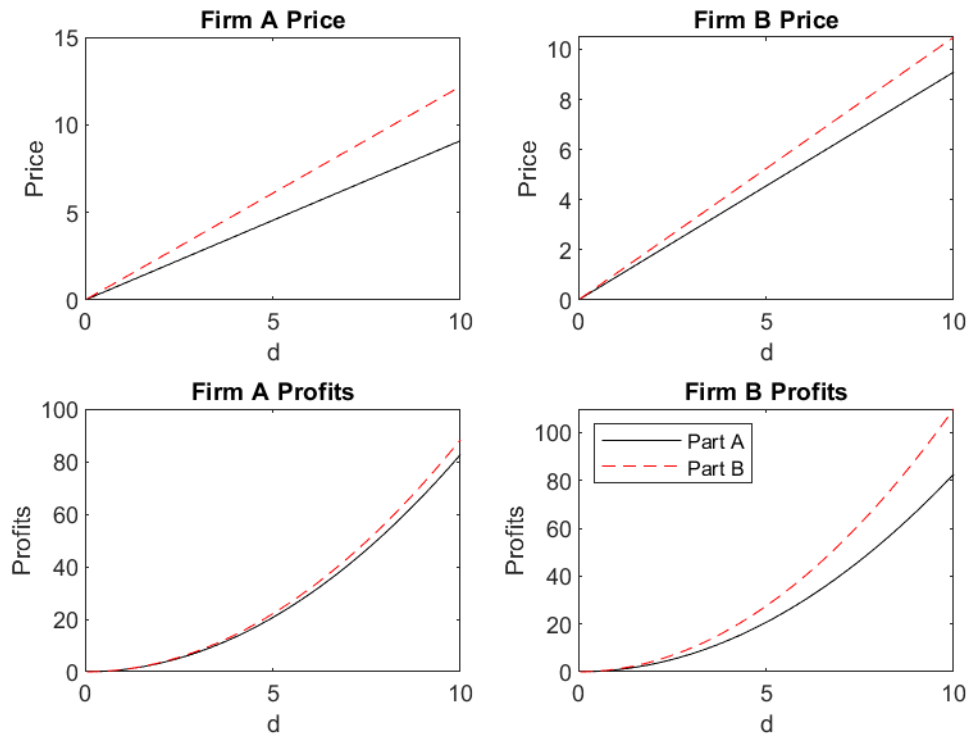 Firm A Price
15
10
5
0
Price
0 5 10
d
Firm B Price
10
8
6
4
2
0
Price
0 5 10
d
Firm A Profits
100
80
60
40
20
0
Profits
0 5 10
d
Firm B Profits
100
80
60
40
20
0
Profits
Part A
Part B
0 5 10
d